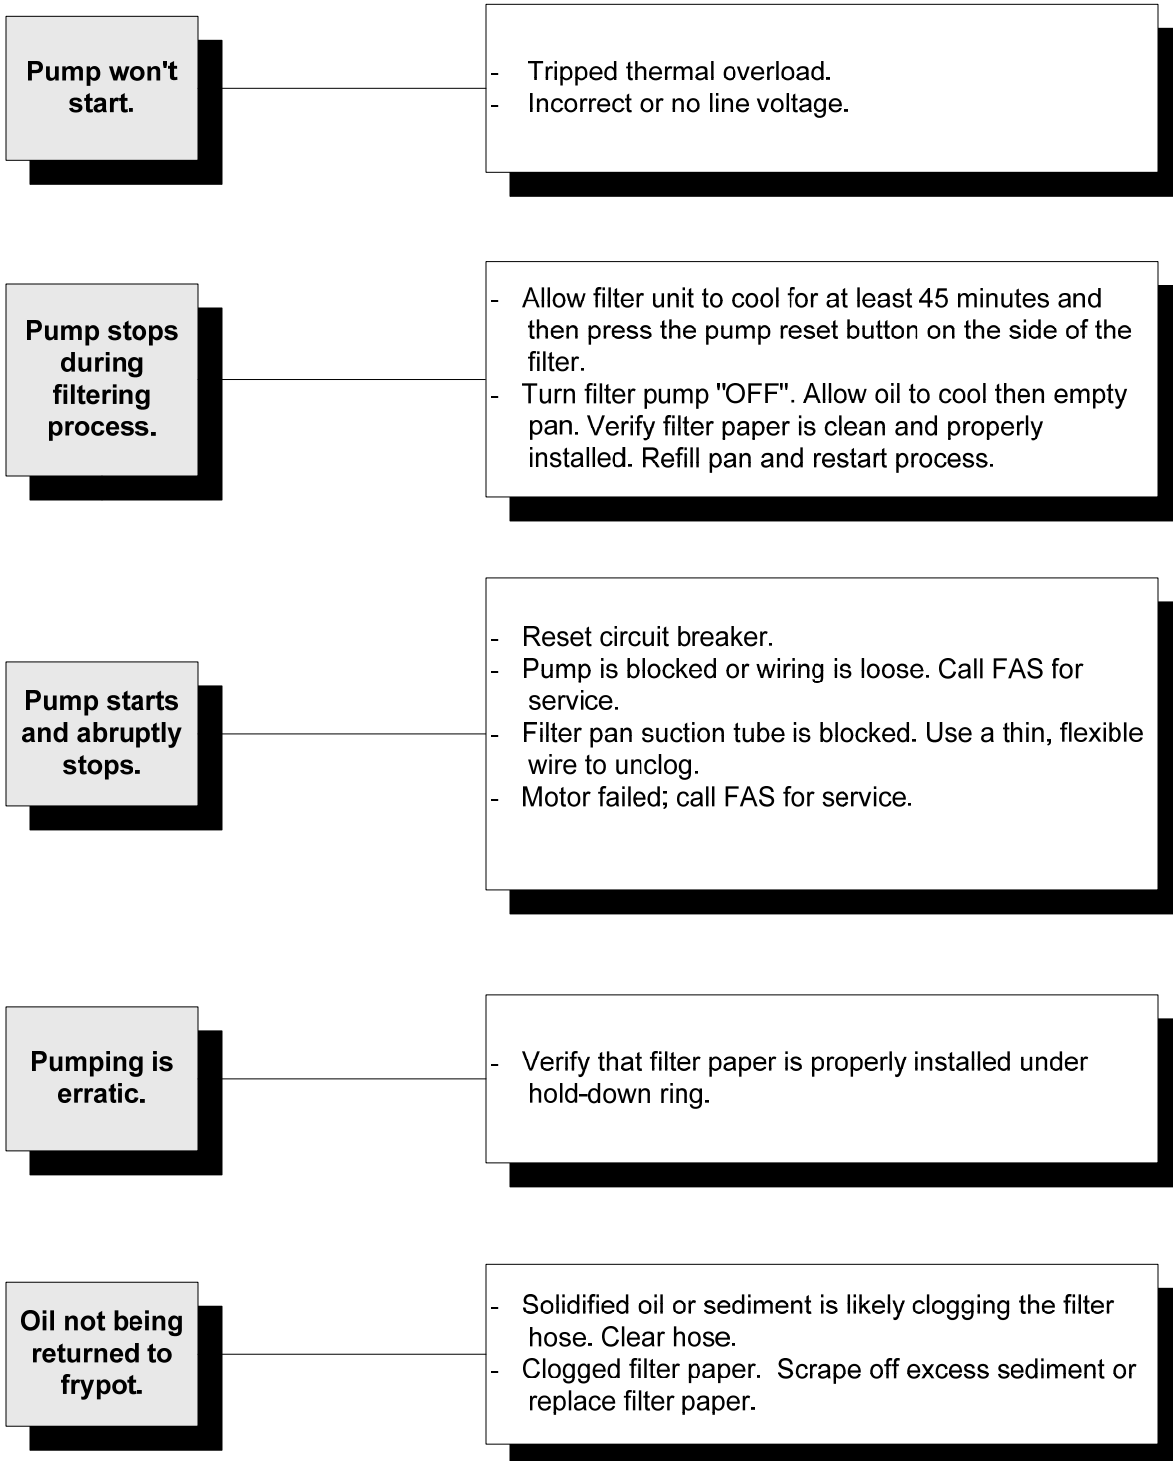 Pump won't
start.
- Tripped thermal overload.
- Incorrect or no line voltage.
Pump stops
during
filtering
process.
- Allow filter unit to cool for at least 45 minutes and
then press the pump reset button on the side of the
filter.
- Turn filter pump "OFF". Allow oil to cool then empty
pan. Verify filter paper is clean and properly
installed. Refill pan and restart process.
Pump starts
and abruptly
stops.
- Reset circuit breaker.
- Pump is blocked or wiring is loose. Call FAS for
service.
- Filter pan suction tube is blocked. Use a thin, flexible
wire to unclog.
- Motor failed; call FAS for service.
Pumping is
erratic.
- Verify that filter paper is properly installed under
hold-down ring.
Oil not being
returned to
frypot.
- Solidified oil or sediment is likely clogging the filter
hose. Clear hose.
- Clogged filter paper.  Scrape off excess sediment or
replace filter paper.